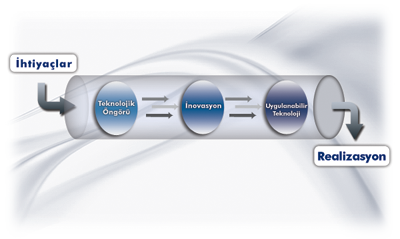 İhtiyaçlar
Teknolojik
Öngörü
İnovasyon
Uygulanabilir
Teknoloji
Realizasyon